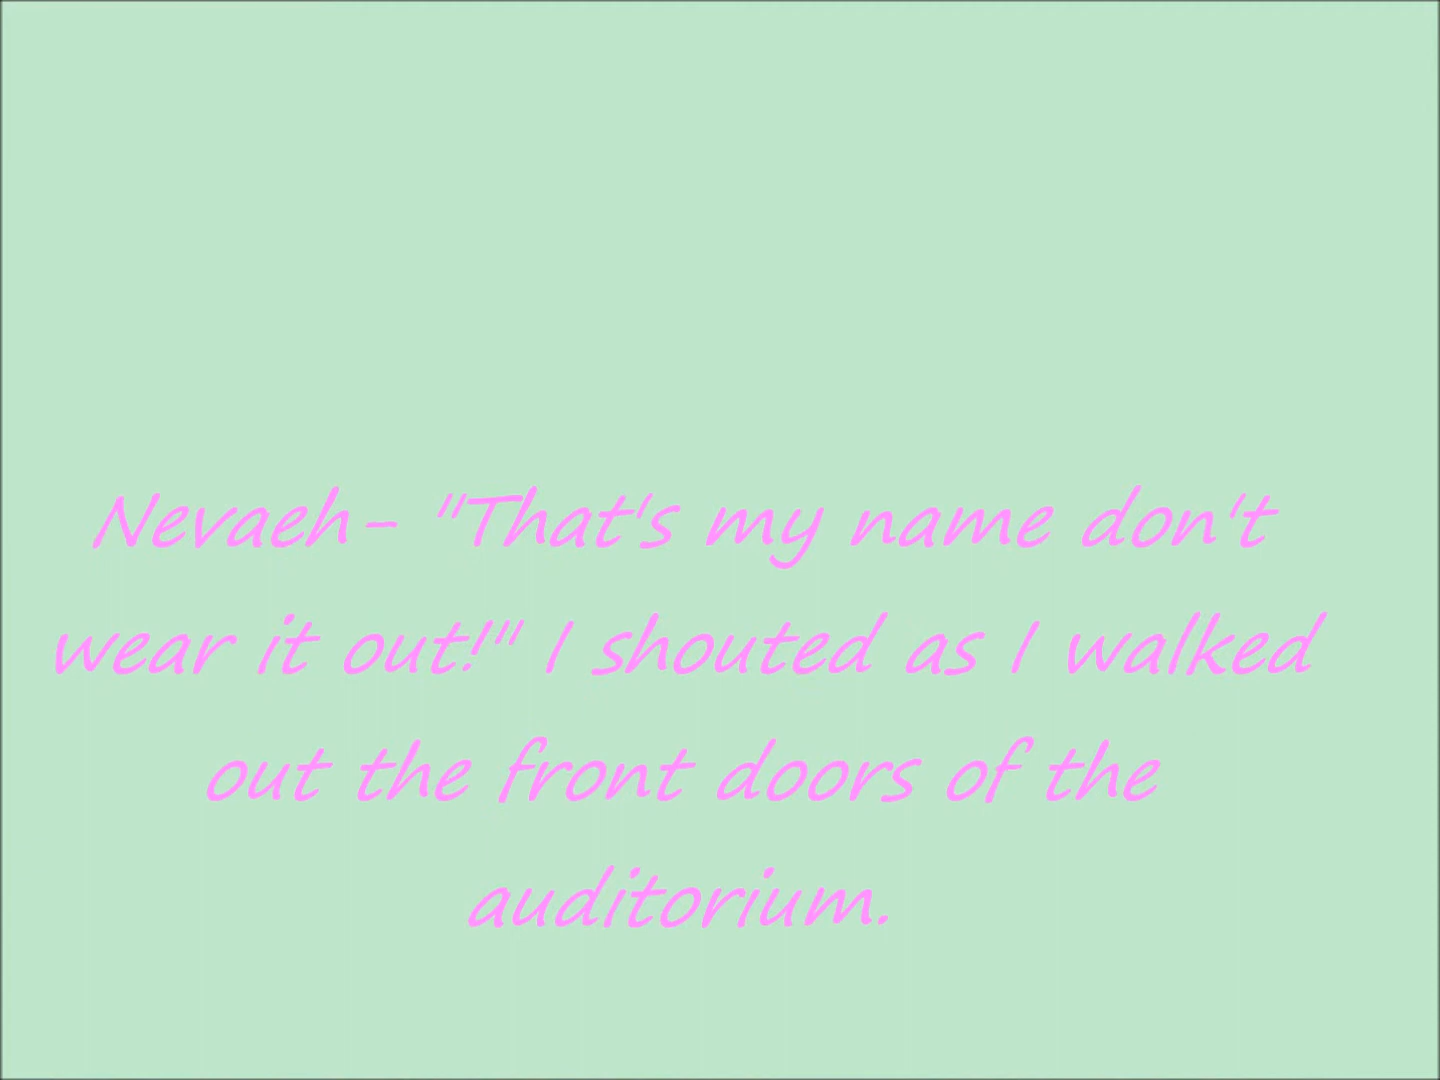 Nevaeh- "That's my name don't
wear it out!" I shouted as I walked
out the front doors of the
auditorium.